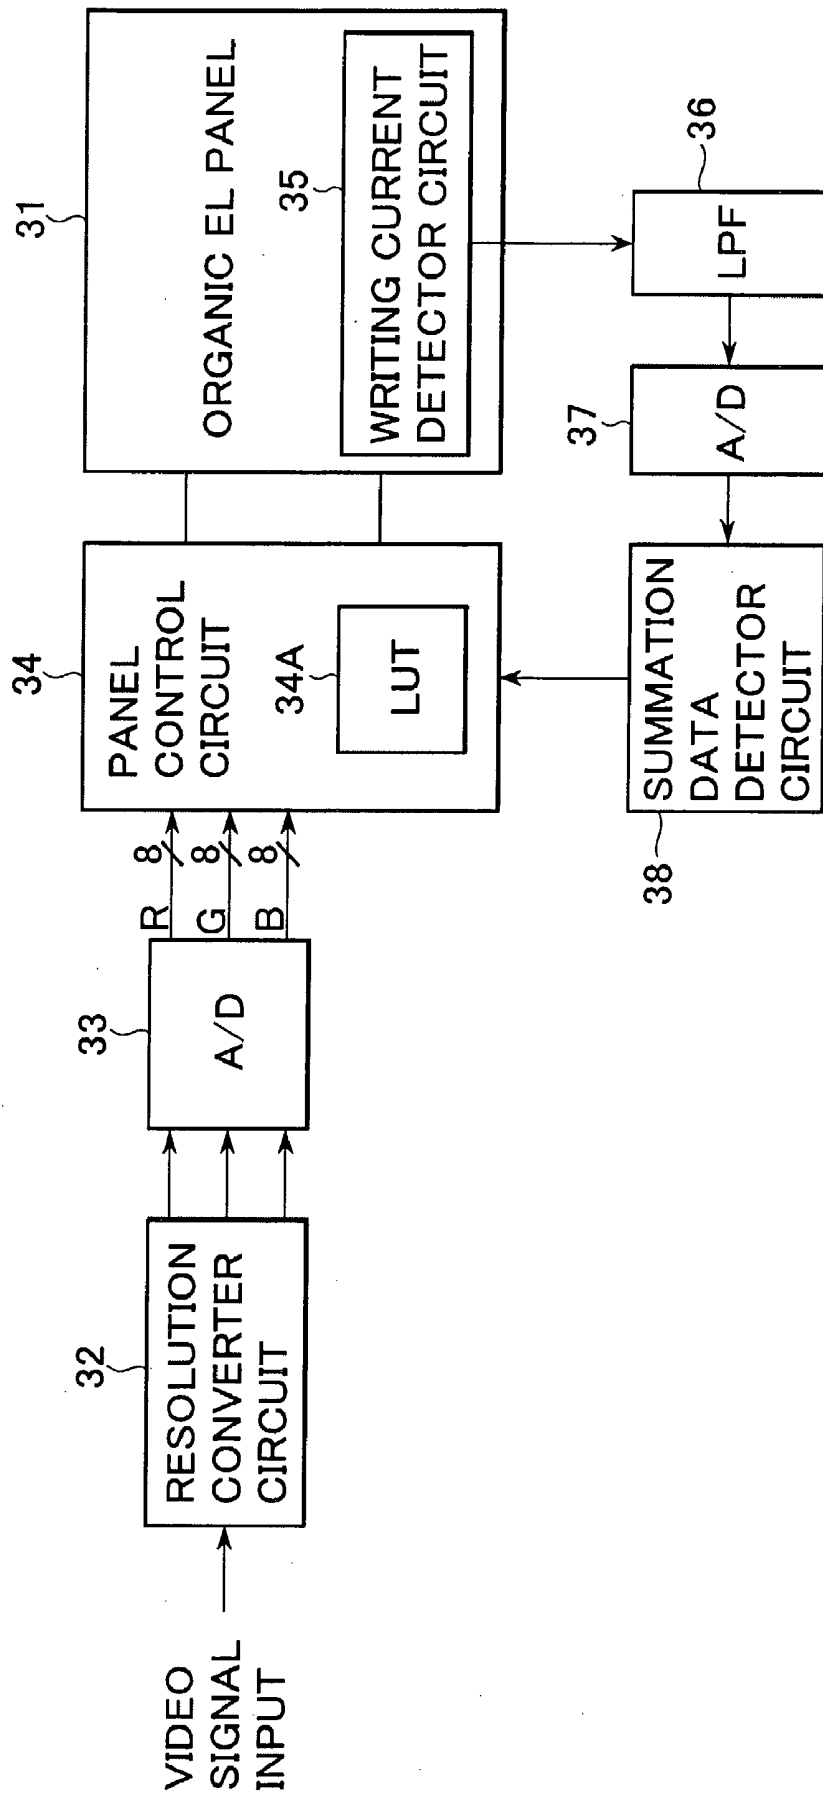 31
ORGANIC EL PANEL
35
WRITING CURRENT
DETECTOR CIRCUIT
34
PANEL
CONTROL
CIRCUIT
34A
LUT
36
LPF
37
A/D
38
SUMMATION
DATA
DETECTOR
CIRCUIT
R 8
G 8
B 8
33
A/D
32
RESOLUTION
CONVERTER
CIRCUIT
VIDEO
SIGNAL
INPUT